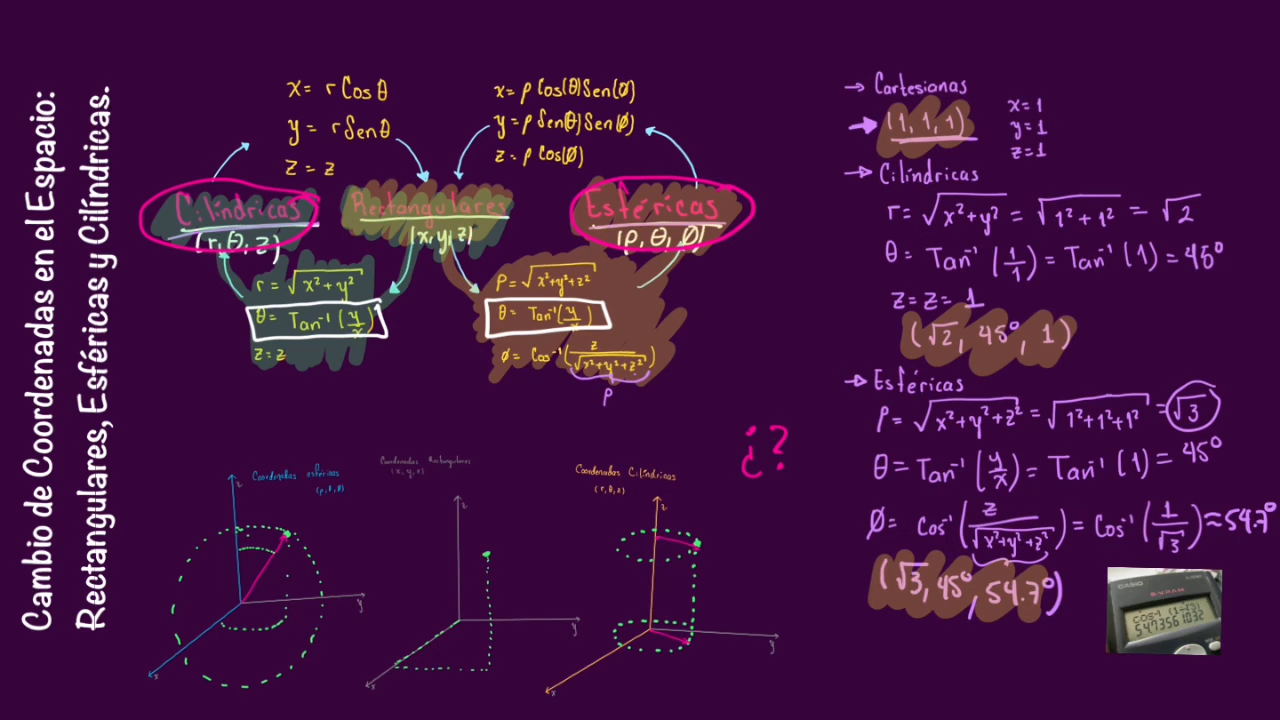 Cambio de Coordenadas en el Espacio:
Rectangulares, Esféricas y Cilíndricas.
x= r Cosθ
y= r Senθ
z= z
x= ρ Cos(θ)Sen(Ø)
y= ρ Sen(θ)Sen(Ø)
z= ρ Cos(Ø)
Cilíndricas
(r, θ, z)
Rectangulares
(x, y, z)
Esféricas
(ρ, θ, Ø)
r= √x²+y²
θ= Tan⁻¹(y/x)
z= z
ρ= √x²+y²+z²
θ= Tan⁻¹(y/x)
Ø= Cos⁻¹(z/√x²+y²+z²)
ρ
¿?
Coordenadas esféricas
(ρ, θ, Ø)
z
y
x
Coordenadas Rectangulares
(x, y, z)
z
y
x
Coordenadas Cilíndricas
(r, θ, z)
z
y
x
→ Cartesianas
→ (1, 1, 1)
x=1
y=1
z=1
→ Cilíndricas
r= √x²+y² = √1²+1² = √2
θ= Tan⁻¹(1/1) = Tan⁻¹(1) = 45°
z= z= 1
(√2, 45°, 1)
→ Esféricas
ρ= √x²+y²+z² = √1²+1²+1² = √3
θ= Tan⁻¹(y/x) = Tan⁻¹(1) = 45°
Ø= Cos⁻¹(z/√x²+y²+z²) = Cos⁻¹(1/√3) ≈ 54.7°
(√3, 45°, 54.7°)
CASIO
S-V.P.A.M.
COS-1 (1÷√3)
54.73561032